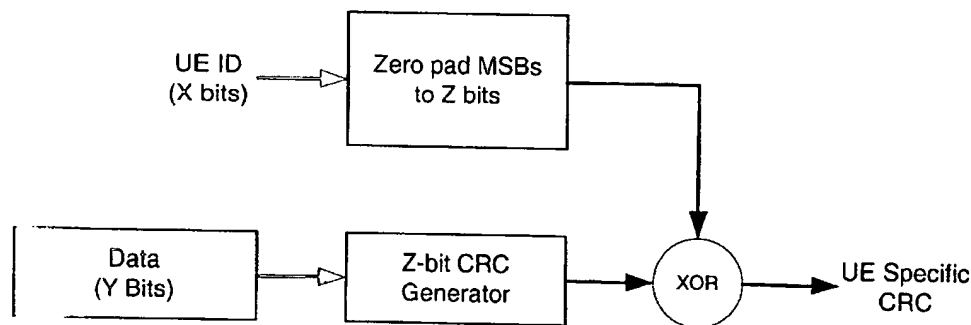 UE ID
(X bits)
Zero pad MSBs
to Z bits
Data
(Y Bits)
Z-bit CRC
Generator
XOR
UE Specific
CRC